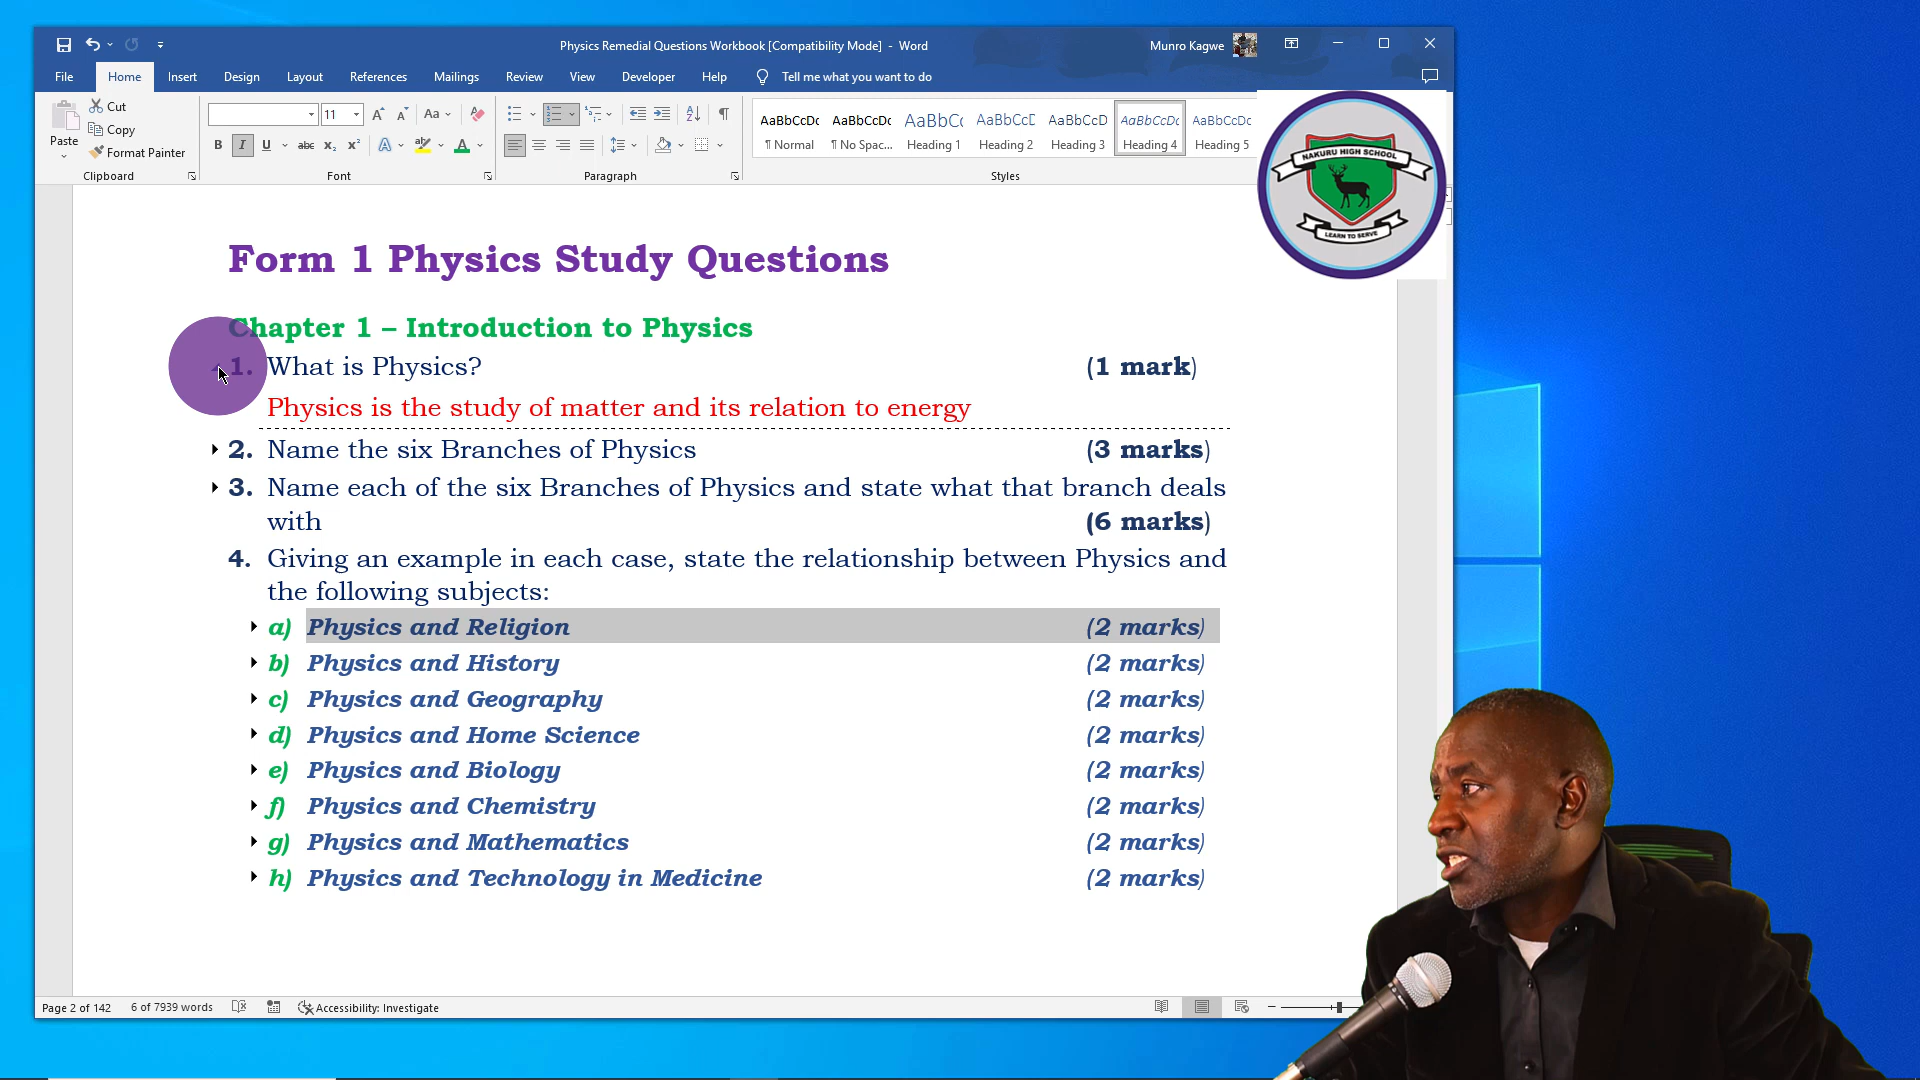 Physics Remedial Questions Workbook [Compatibility Mode] - Word
Munro Kagwe
File Home Insert Design Layout References Mailings Review View Developer Help Tell me what you want to do
Cut
Copy
Format Painter
Paste
11
Aa
B I U abc x₂ x² A A
AaBbCcDc AaBbCcDc AaBbCc AaBbCcE AaBbCcD AaBbCcDc AaBbCcDc
¶ Normal ¶ No Spac... Heading 1 Heading 2 Heading 3 Heading 4 Heading 5
Clipboard Font Paragraph Styles
NAKURU HIGH SCHOOL
LEARN TO SERVE
Form 1 Physics Study Questions
Chapter 1 – Introduction to Physics
1. What is Physics? (1 mark)
Physics is the study of matter and its relation to energy
2. Name the six Branches of Physics (3 marks)
3. Name each of the six Branches of Physics and state what that branch deals
with (6 marks)
4. Giving an example in each case, state the relationship between Physics and
the following subjects:
a) Physics and Religion (2 marks)
b) Physics and History (2 marks)
c) Physics and Geography (2 marks)
d) Physics and Home Science (2 marks)
e) Physics and Biology (2 marks)
f) Physics and Chemistry (2 marks)
g) Physics and Mathematics (2 marks)
h) Physics and Technology in Medicine (2 marks)
Page 2 of 142 6 of 7939 words Accessibility: Investigate